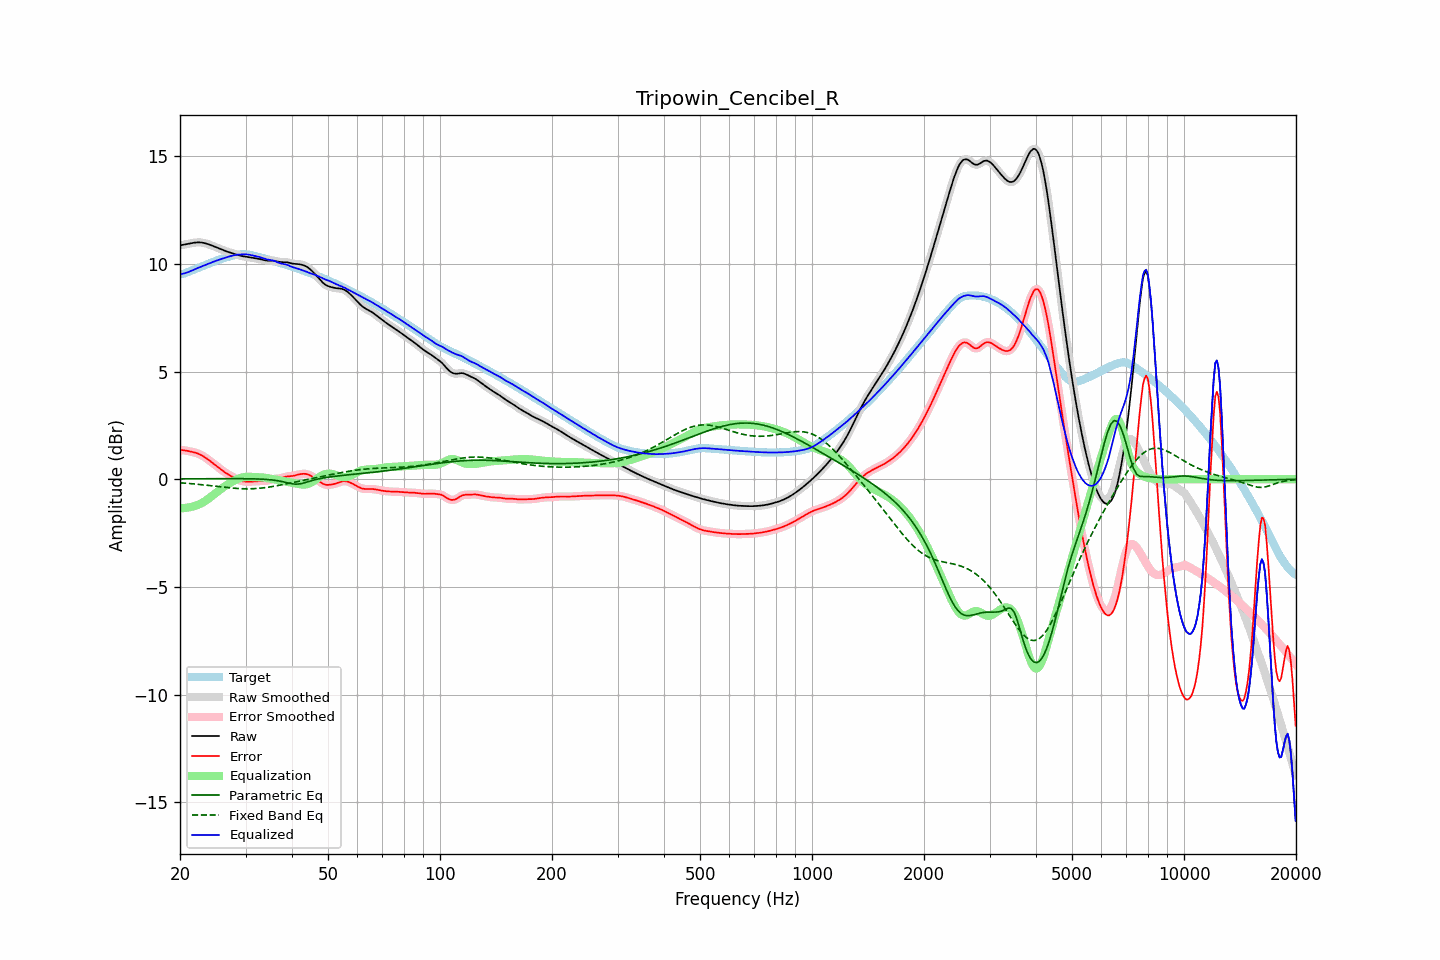 Tripowin_Cencibel_R
Amplitude (dBr)
15
10
5
0
−5
−10
−15
Target
Raw Smoothed
Error Smoothed
Raw
Error
Equalization
Parametric Eq
Fixed Band Eq
Equalized
20 50 100 200 500 1000 2000 5000 10000 20000
Frequency (Hz)